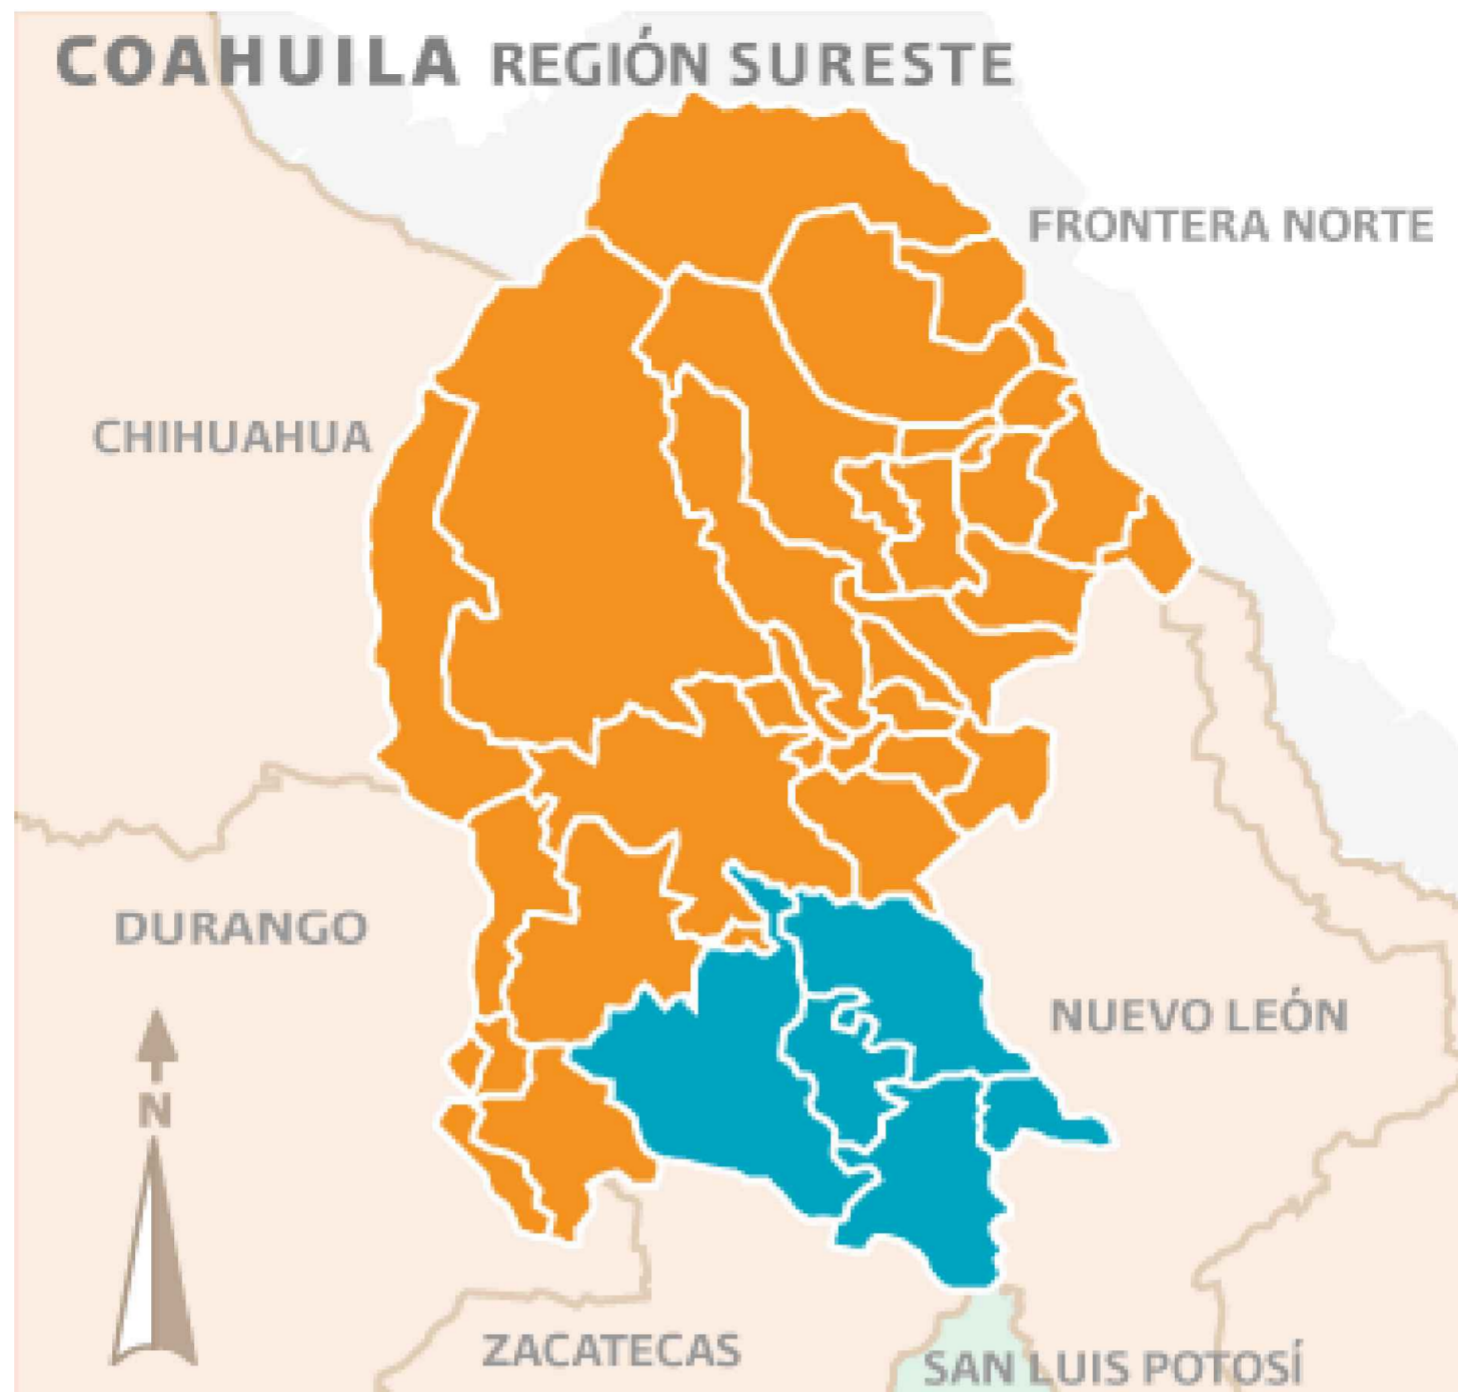 COAHUILA REGIÓN SURESTE
FRONTERA NORTE
CHIHUAHUA
DURANGO
NUEVO LEÓN
N
ZACATECAS
SAN LUIS POTOSÍ